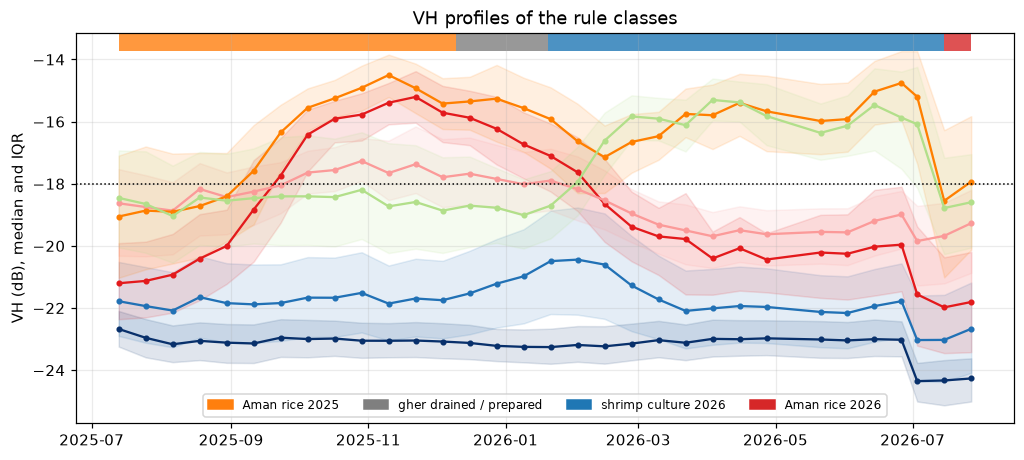 VH profiles of the rule classes
VH (dB), median and IQR
−14
−16
−18
−20
−22
−24
Aman rice 2025
gher drained / prepared
shrimp culture 2026
Aman rice 2026
2025-07
2025-09
2025-11
2026-01
2026-03
2026-05
2026-07